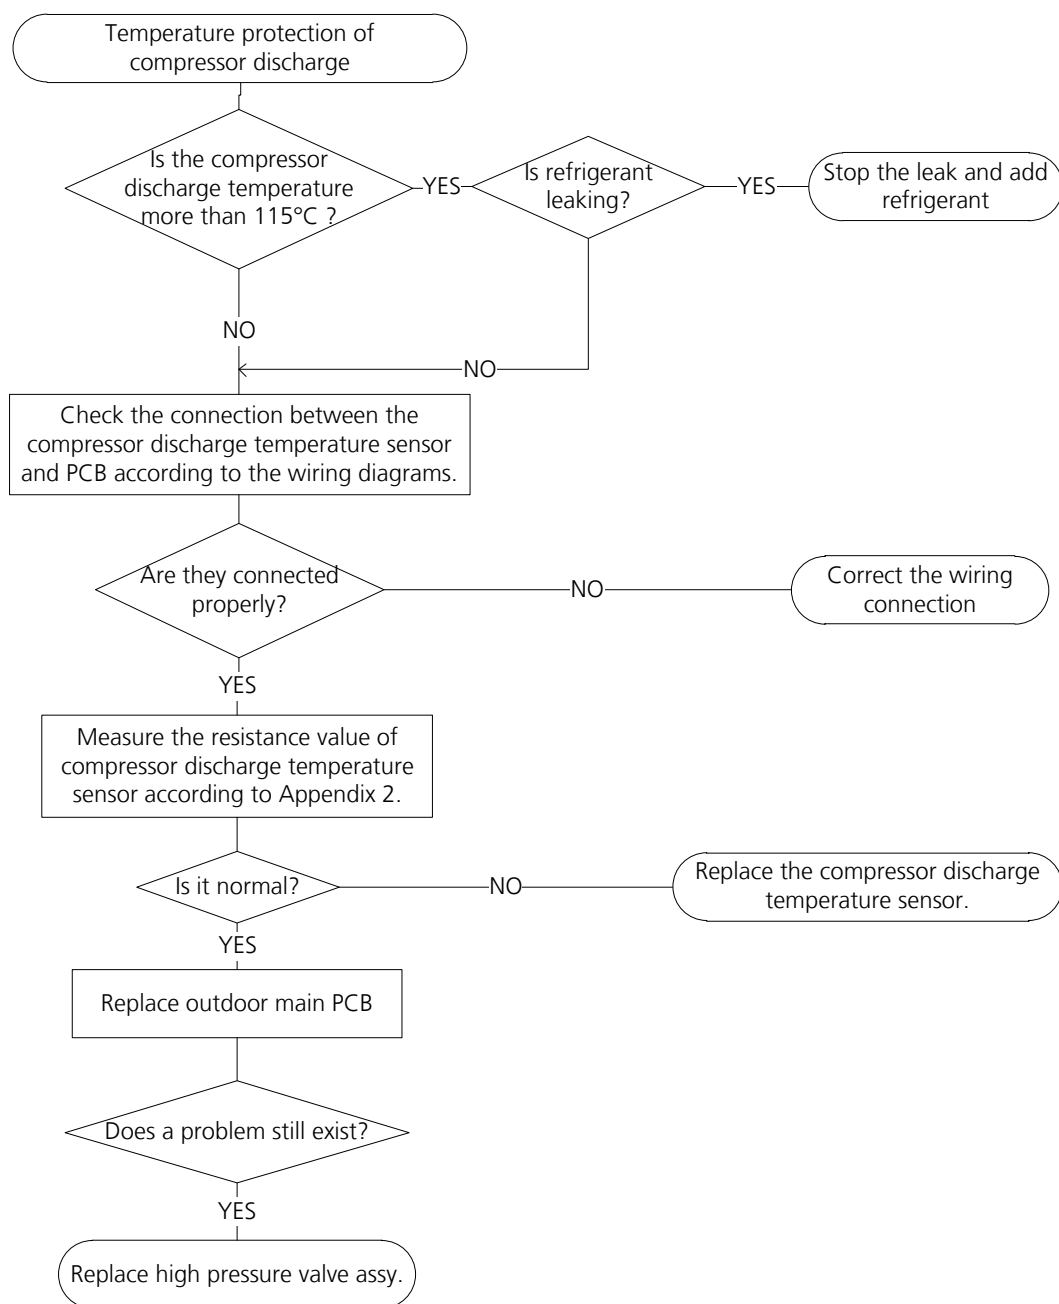 Temperature protection of
compressor discharge
Is the compressor
discharge temperature
more than 115°C ?
YES
Is refrigerant
leaking?
YES
Stop the leak and add
refrigerant
NO
NO
Check the connection between the
compressor discharge temperature sensor
and PCB according to the wiring diagrams.
Are they connected
properly?
NO
Correct the wiring
connection
YES
Measure the resistance value of
compressor discharge temperature
sensor according to Appendix 2.
Is it normal?
NO
Replace the compressor discharge
temperature sensor.
YES
Replace outdoor main PCB
Does a problem still exist?
YES
Replace high pressure valve assy.